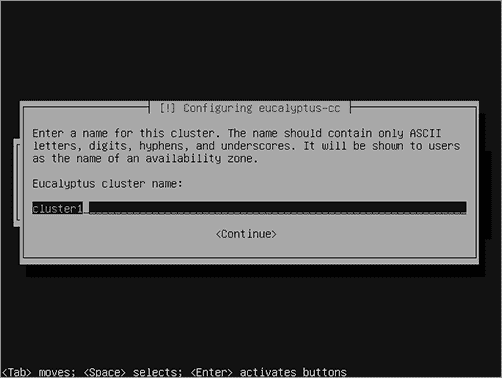 [!] Configuring eucalyptus-cc
Enter a name for this cluster. The name should contain only ASCII
letters, digits, hyphens, and underscores. It will be shown to users
as the name of an availability zone.
Eucalyptus cluster name:
cluster1
<Continue>
<Tab> moves; <Space> selects; <Enter> activates buttons